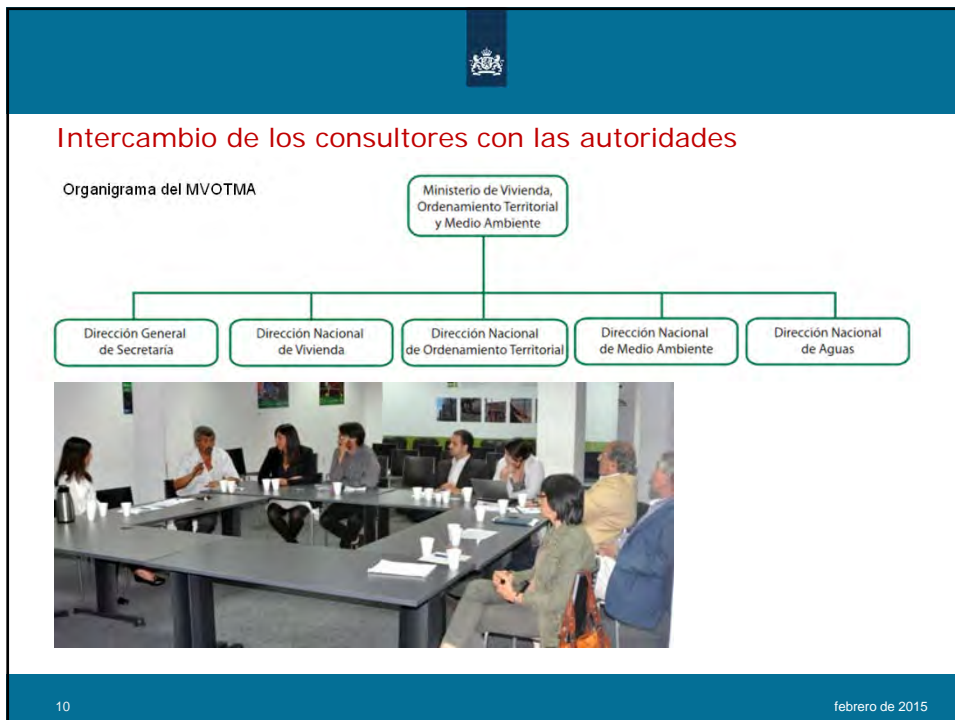 Intercambio de los consultores con las autoridades
Organigrama del MVOTMA
Ministerio de Vivienda,
Ordenamiento Territorial
y Medio Ambiente
Dirección General
de Secretaría
Dirección Nacional
de Vivienda
Dirección Nacional
de Ordenamiento Territorial
Dirección Nacional
de Medio Ambiente
Dirección Nacional
de Aguas
10
febrero de 2015